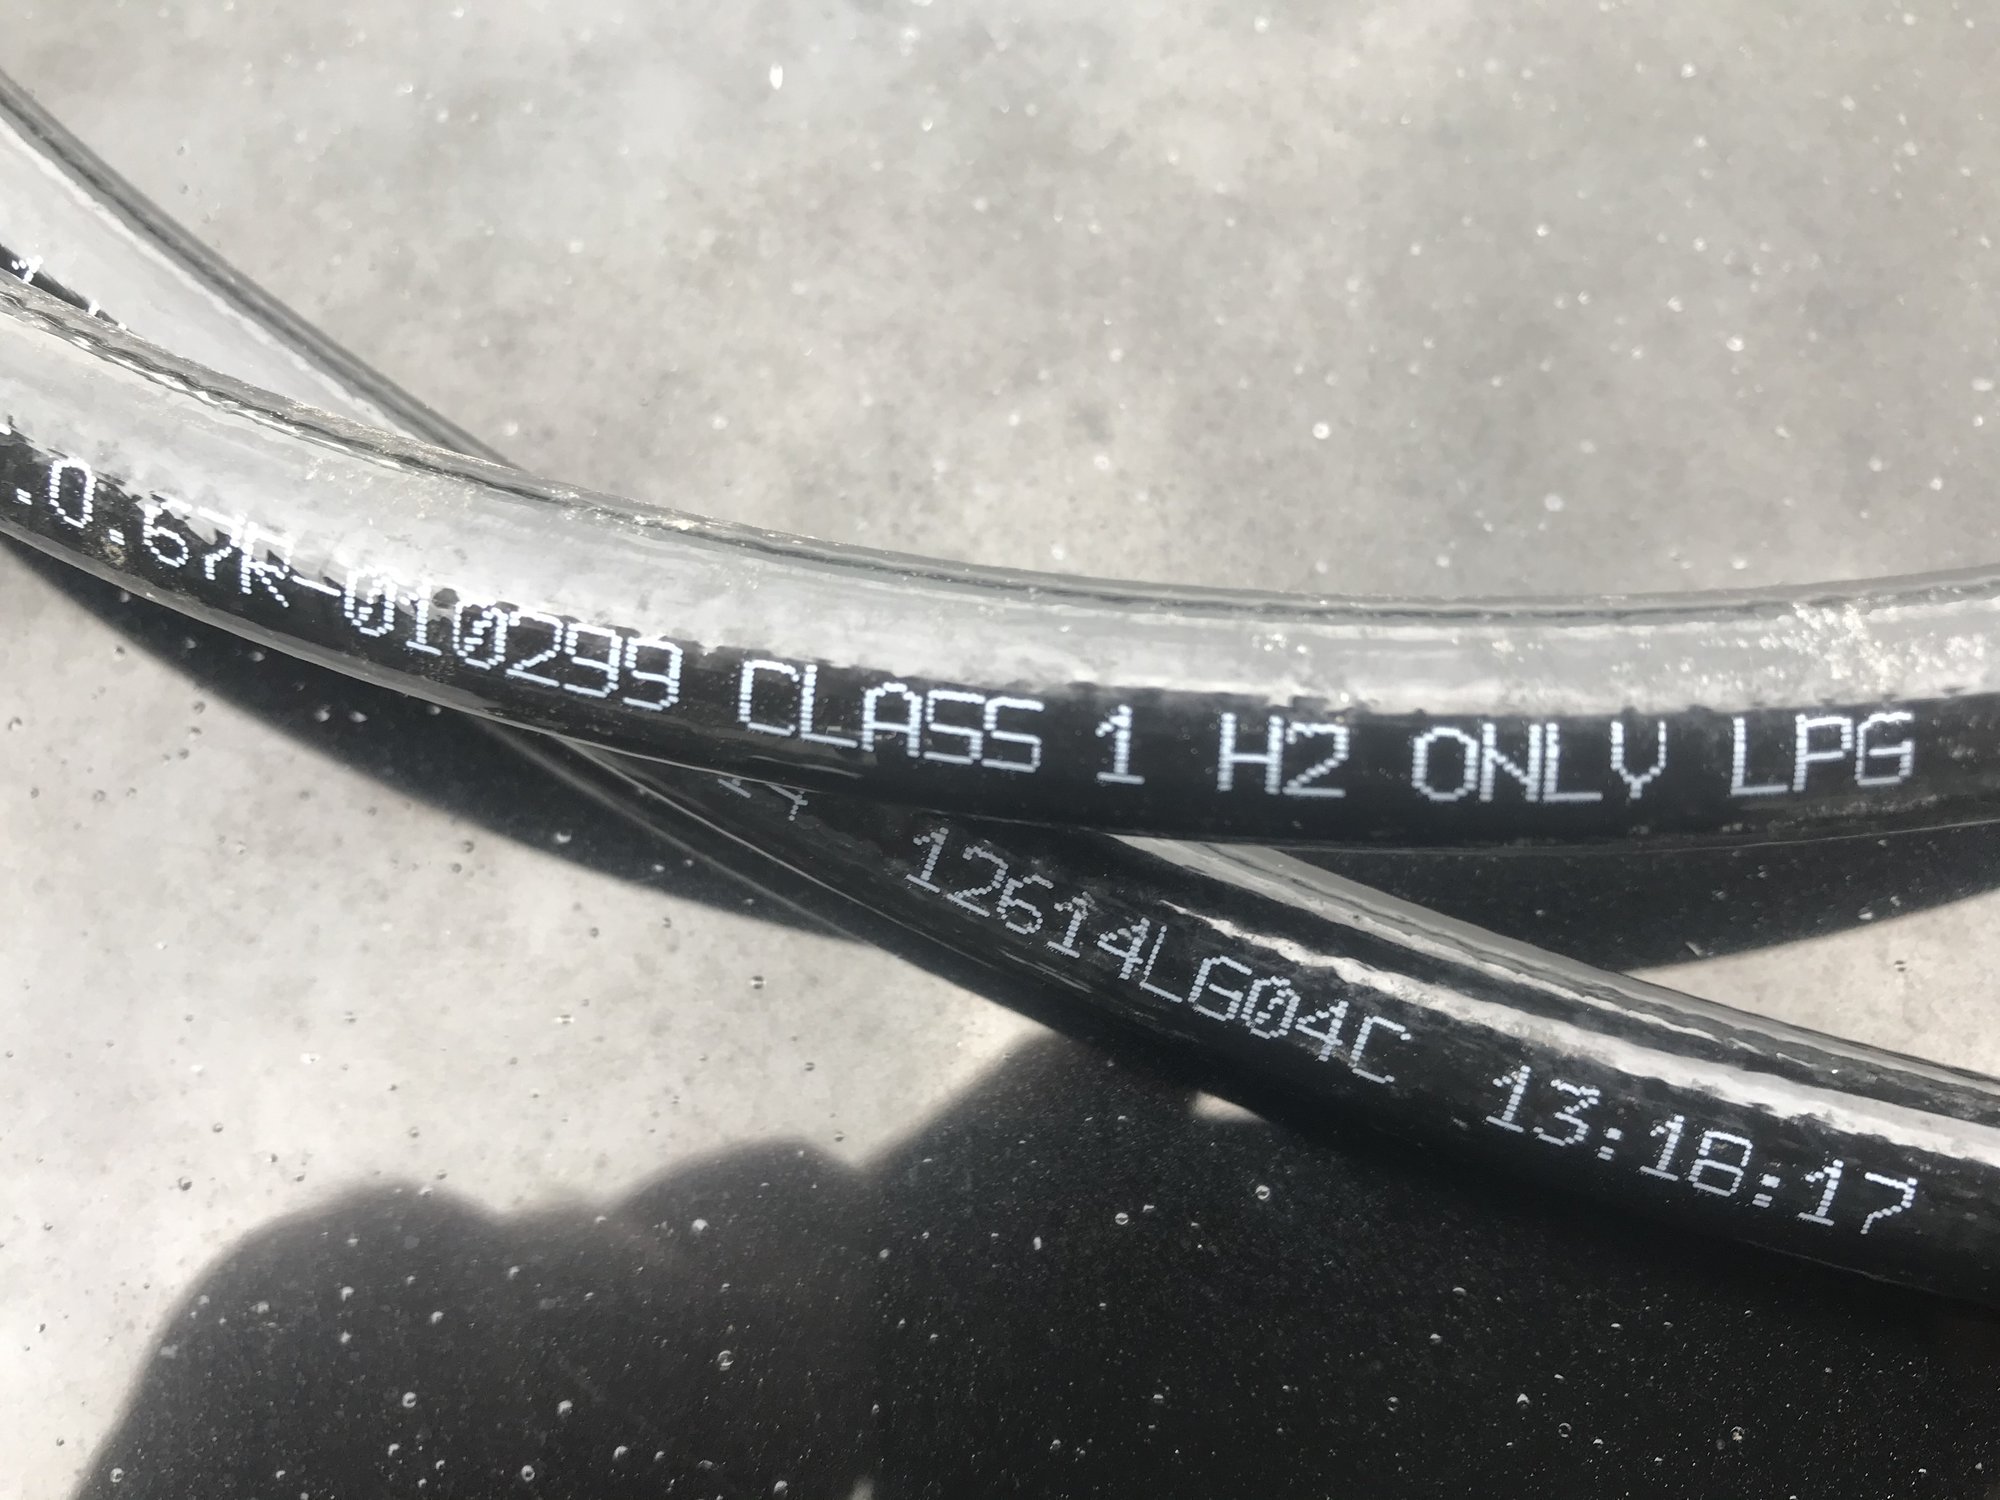 .0.67R-010299 CLASS 1 H2 ONLY LPG
12614LG04C 13:18:17